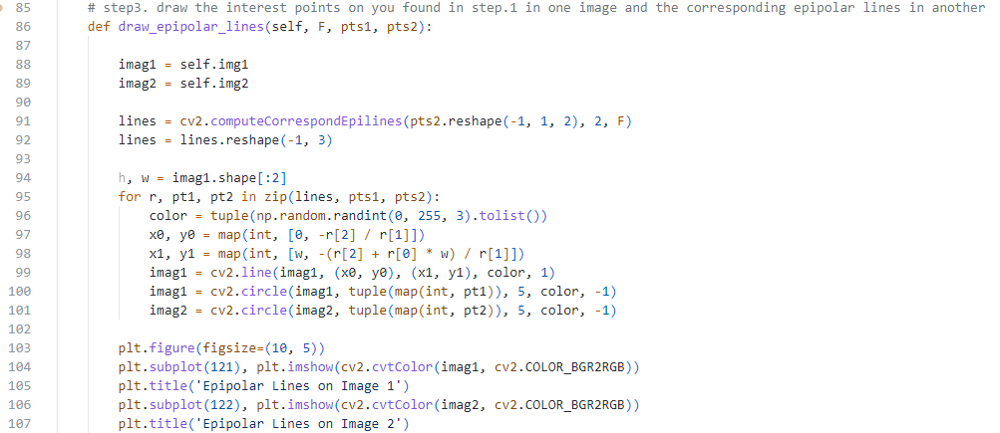 85 # step3. draw the interest points on you found in step.1 in one image and the corresponding epipolar lines in another
86 def draw_epipolar_lines(self, F, pts1, pts2):
87
88 imag1 = self.img1
89 imag2 = self.img2
90
91 lines = cv2.computeCorrespondEpilines(pts2.reshape(-1, 1, 2), 2, F)
92 lines = lines.reshape(-1, 3)
93
94 h, w = imag1.shape[:2]
95 for r, pt1, pt2 in zip(lines, pts1, pts2):
96 color = tuple(np.random.randint(0, 255, 3).tolist())
97 x0, y0 = map(int, [0, -r[2] / r[1]])
98 x1, y1 = map(int, [w, -(r[2] + r[0] * w) / r[1]])
99 imag1 = cv2.line(imag1, (x0, y0), (x1, y1), color, 1)
100 imag1 = cv2.circle(imag1, tuple(map(int, pt1)), 5, color, -1)
101 imag2 = cv2.circle(imag2, tuple(map(int, pt2)), 5, color, -1)
102
103 plt.figure(figsize=(10, 5))
104 plt.subplot(121), plt.imshow(cv2.cvtColor(imag1, cv2.COLOR_BGR2RGB))
105 plt.title('Epipolar Lines on Image 1')
106 plt.subplot(122), plt.imshow(cv2.cvtColor(imag2, cv2.COLOR_BGR2RGB))
107 plt.title('Epipolar Lines on Image 2')